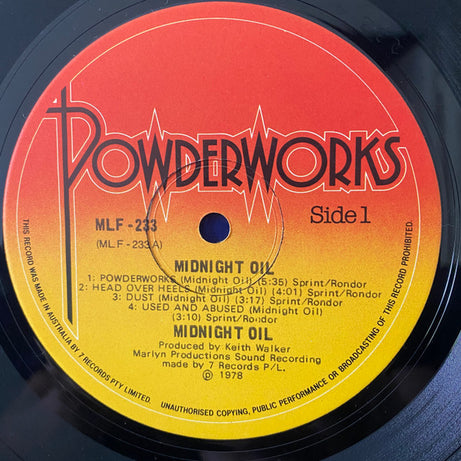 POWDERWORKS
MLF-233
(MLF-233A)
Side 1
MIDNIGHT OIL
1: POWDERWORKS (Midnight Oil) (5:35) Sprint/Rondor
2: HEAD OVER HEELS (Midnight Oil) (4:01) Sprint/Rondor
3: DUST (Midnight Oil) (3:17) Sprint/Rondor
4: USED AND ABUSED (Midnight Oil)
(3:10) Sprint/Rondor
MIDNIGHT OIL
Produced by Keith Walker
Marlyn Productions Sound Recording
made by 7 Records P/L.
℗ 1978
THIS RECORD WAS MADE IN AUSTRALIA BY 7 RECORDS PTY LIMITED. UNAUTHORISED COPYING, PUBLIC PERFORMANCE OR BROADCASTING OF THIS RECORD PROHIBITED.